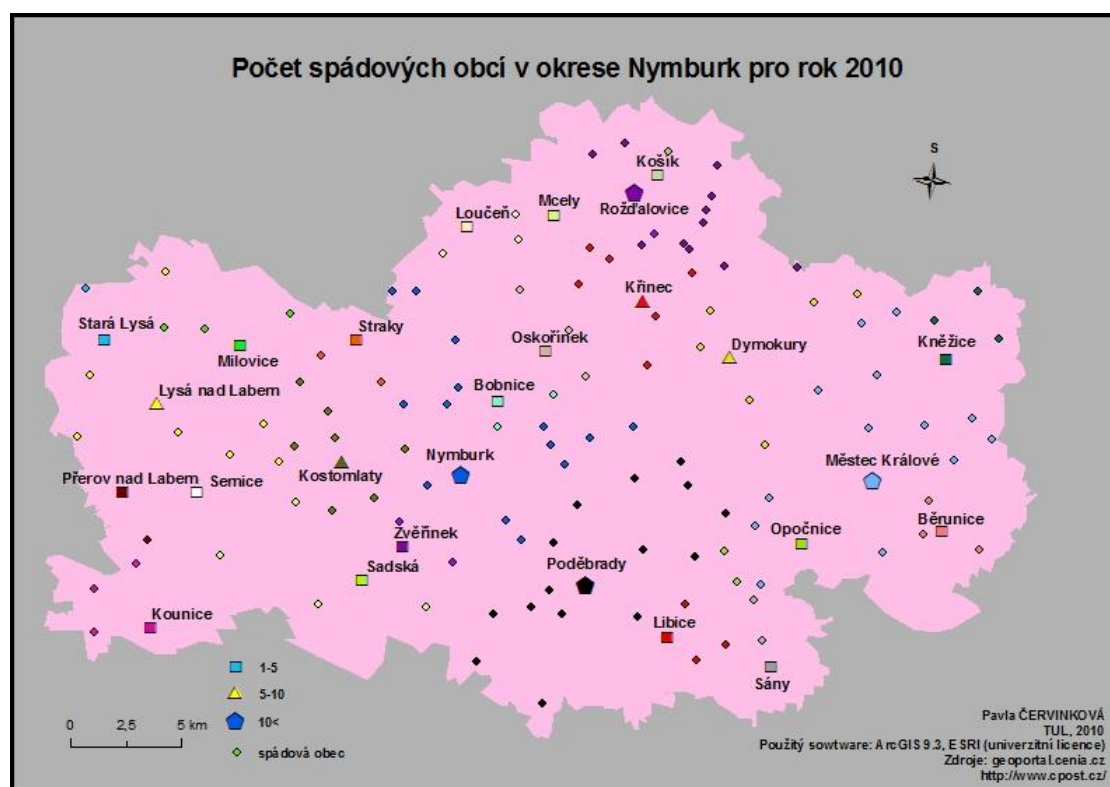 Počet spádových obcí v okrese Nymburk pro rok 2010
S
Košík
Rožďalovice
Mcely
Loučeň
Křinec
Stará Lysá
Milovice
Straky
Oskořínek
Dymokury
Kněžice
Lysá nad Labem
Bobnice
Přerov nad Labem
Semice
Kostomlaty
Nymburk
Městec Králové
Zvěřínek
Opočnice
Běrunice
Sadská
Poděbrady
Kounice
Libice
Sány
1-5
5-10
10<
spádová obec
0 2,5 5 km
Pavla ČERVINKOVÁ
TUL, 2010
Použitý sowtware: ArcGIS 9.3, ESRI (univerzitní licence)
Zdroje: geoportal.cenia.cz
http://www.cpost.cz/